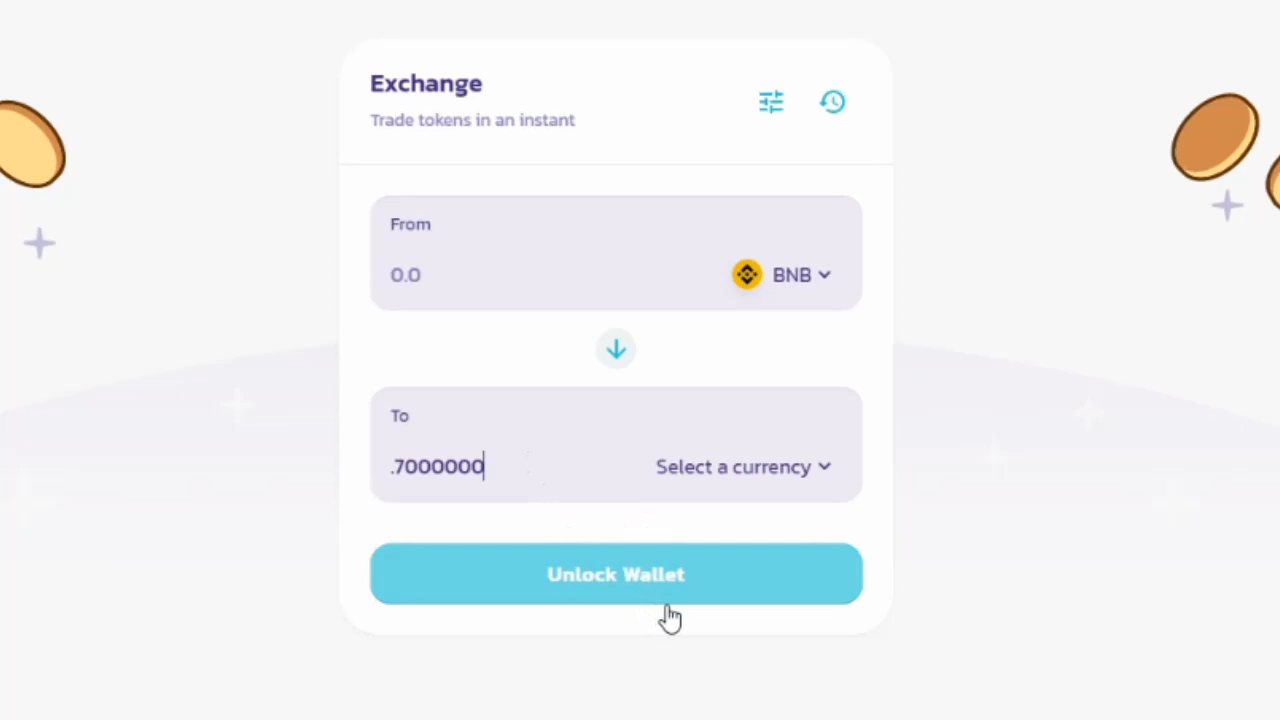 Exchange
Trade tokens in an instant
From
0.0
BNB
To
.7000000
Select a currency
Unlock Wallet